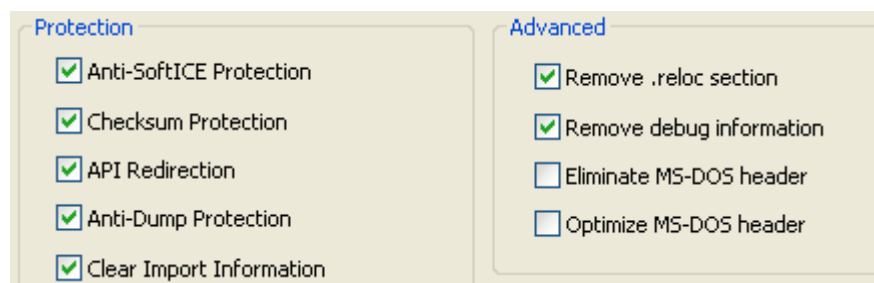 Protection
Anti-SoftICE Protection
Checksum Protection
API Redirection
Anti-Dump Protection
Clear Import Information
Advanced
Remove .reloc section
Remove debug information
Eliminate MS-DOS header
Optimize MS-DOS header